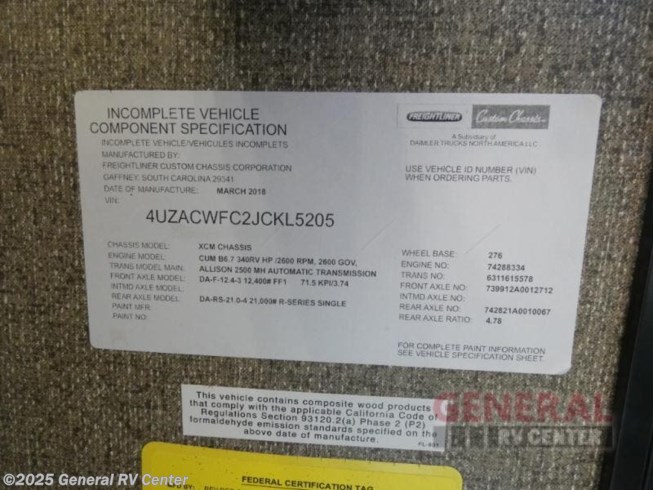 INCOMPLETE VEHICLE
COMPONENT SPECIFICATION
INCOMPLETE VEHICLE/VEHICULES INCOMPLETS
MANUFACTURED BY:
FREIGHTLINER CUSTOM CHASSIS CORPORATION
GAFFNEY, SOUTH CAROLINA 29341
DATE OF MANUFACTURE: MARCH 2018
VIN:
4UZACWFC2JCKL5205
FREIGHTLINER Custom Chassis
A Subsidiary of
DAIMLER TRUCKS NORTH AMERICA LLC
USE VEHICLE ID NUMBER (VIN)
WHEN ORDERING PARTS.
CHASSIS MODEL: XCM CHASSIS
ENGINE MODEL: CUM B6.7 340RV HP /2600 RPM, 2600 GOV,
TRANS MODEL MAIN: ALLISON 2500 MH AUTOMATIC TRANSMISSION
FRONT AXLE MODEL: DA-F-12.4-3 12,400# FF1 71.5 KPI/3.74
INTMD AXLE MODEL:
REAR AXLE MODEL: DA-RS-21.0-4 21,000# R-SERIES SINGLE
PAINT MFR:
PAINT NO:
WHEEL BASE: 276
ENGINE NO: 74288334
TRANS NO: 6311615578
FRONT AXLE NO: 739912A0012712
INTMD AXLE NO:
REAR AXLE NO: 742821A0010067
REAR AXLE RATIO: 4.78
FOR COMPLETE PAINT INFORMATION
SEE VEHICLE SPECIFICATION SHEET.
This vehicle contains composite wood products
that comply with the applicable California Code of
Regulations Section 93120.2(a) Phase 2 (P2)
formaldehyde emission standards specified on the
above date of manufacture.
GENERAL
RV CENTER
FEDERAL CERTIFICATION TAG
©2025 General RV Center